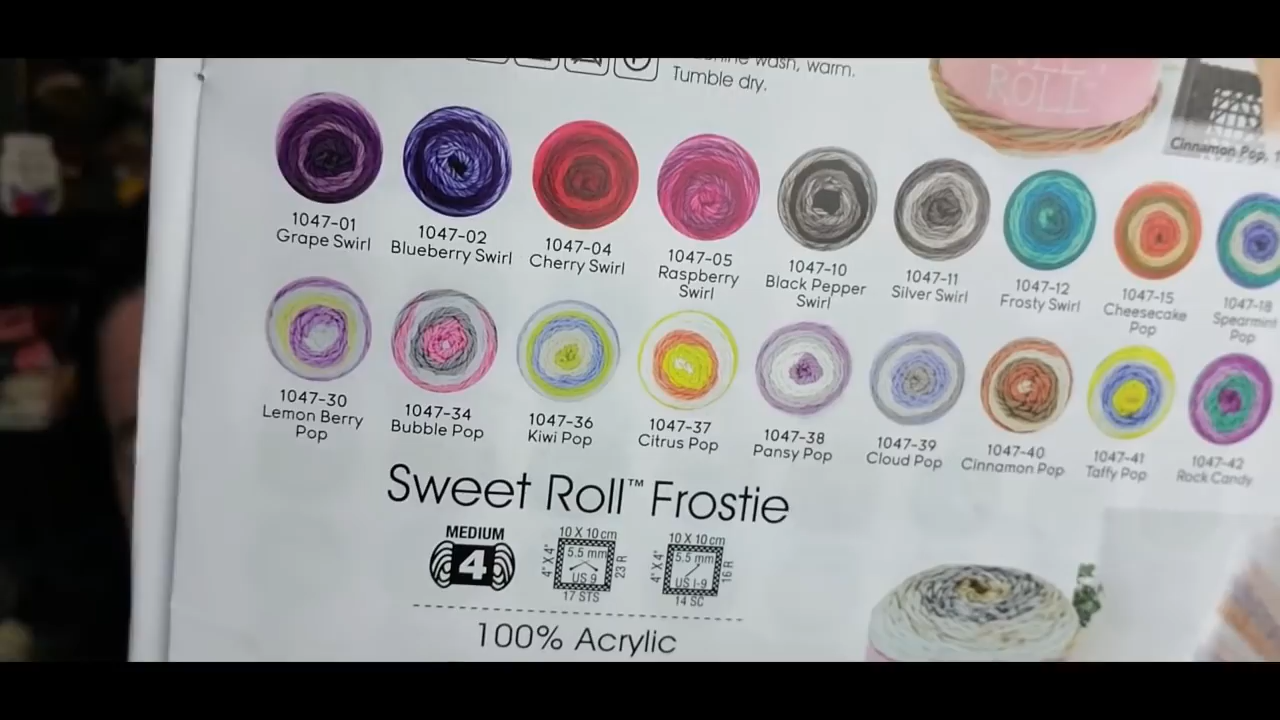 wash, warm.
Tumble dry.
ROLL
Cinnamon Pop,
1047-01
Grape Swirl
1047-02
Blueberry Swirl
1047-04
Cherry Swirl
1047-05
Raspberry
Swirl
1047-10
Black Pepper
Swirl
1047-11
Silver Swirl
1047-12
Frosty Swirl
1047-15
Cheesecake
Pop
1047-18
Spearmint
Pop
1047-30
Lemon Berry
Pop
1047-34
Bubble Pop
1047-36
Kiwi Pop
1047-37
Citrus Pop
1047-38
Pansy Pop
1047-39
Cloud Pop
1047-40
Cinnamon Pop
1047-41
Taffy Pop
1047-42
Rock Candy
Sweet Roll™ Frostie
MEDIUM
4
10 X 10 cm
4" X 4"
5.5 mm
US 9
23 R
17 STS
10 X 10 cm
4" X 4"
5.5 mm
US I-9
16 R
14 SC
100% Acrylic